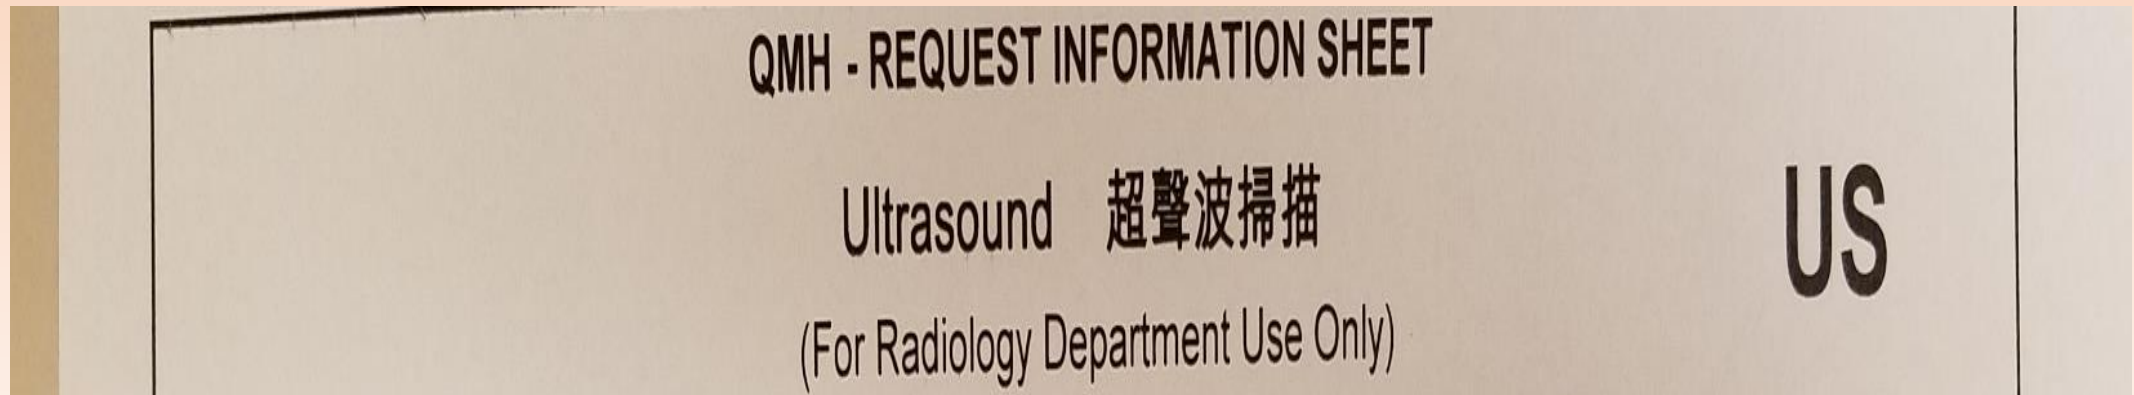 QMH - REQUEST INFORMATION SHEET
Ultrasound 超聲波掃描
US
(For Radiology Department Use Only)